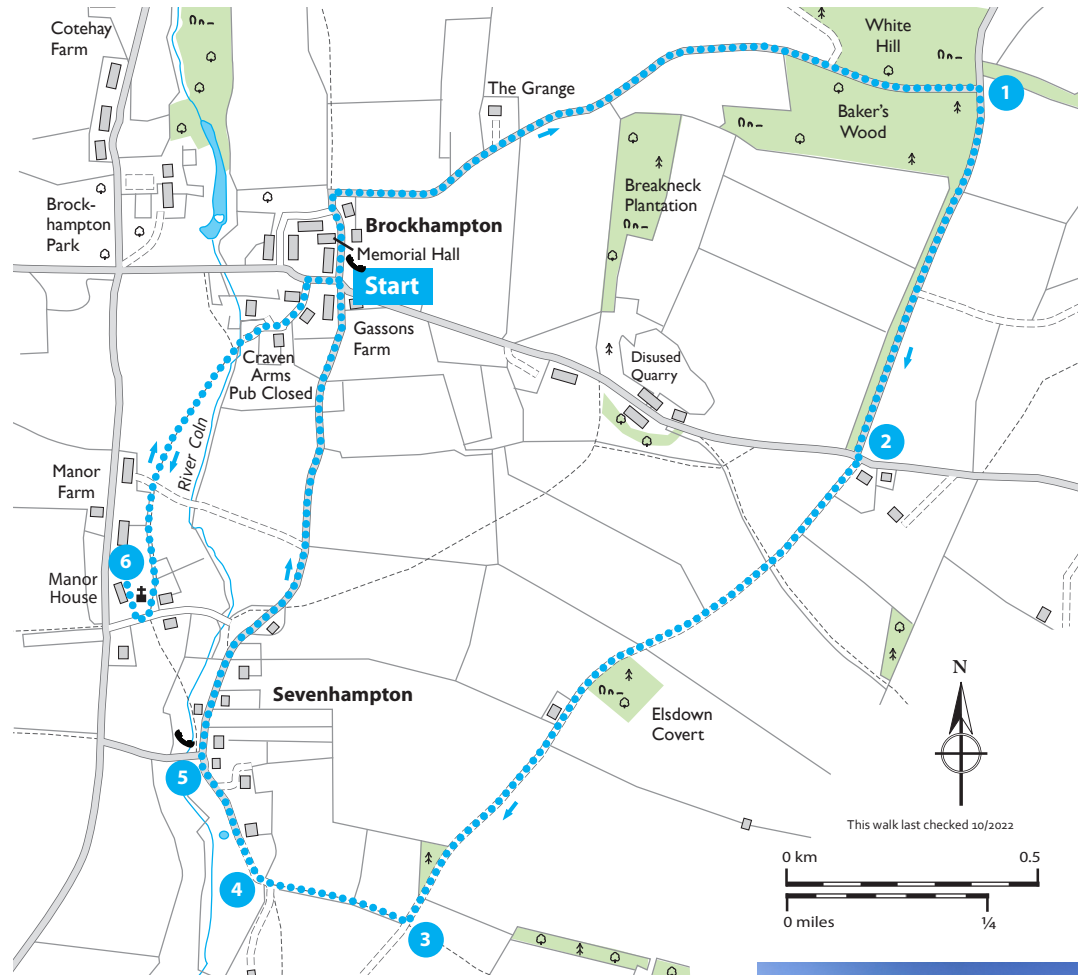 Cotehay
Farm
White
Hill
The Grange
1
Baker's
Wood
Breakneck
Plantation
Brock-
hampton
Park
Brockhampton
Memorial Hall
Start
Gassons
Farm
Craven
Arms
Pub Closed
Disused
Quarry
River Coln
2
Manor
Farm
6
Manor
House
Sevenhampton
Elsdown
Covert
N
5
This walk last checked 10/2022
0 km
0.5
4
0 miles
¼
3